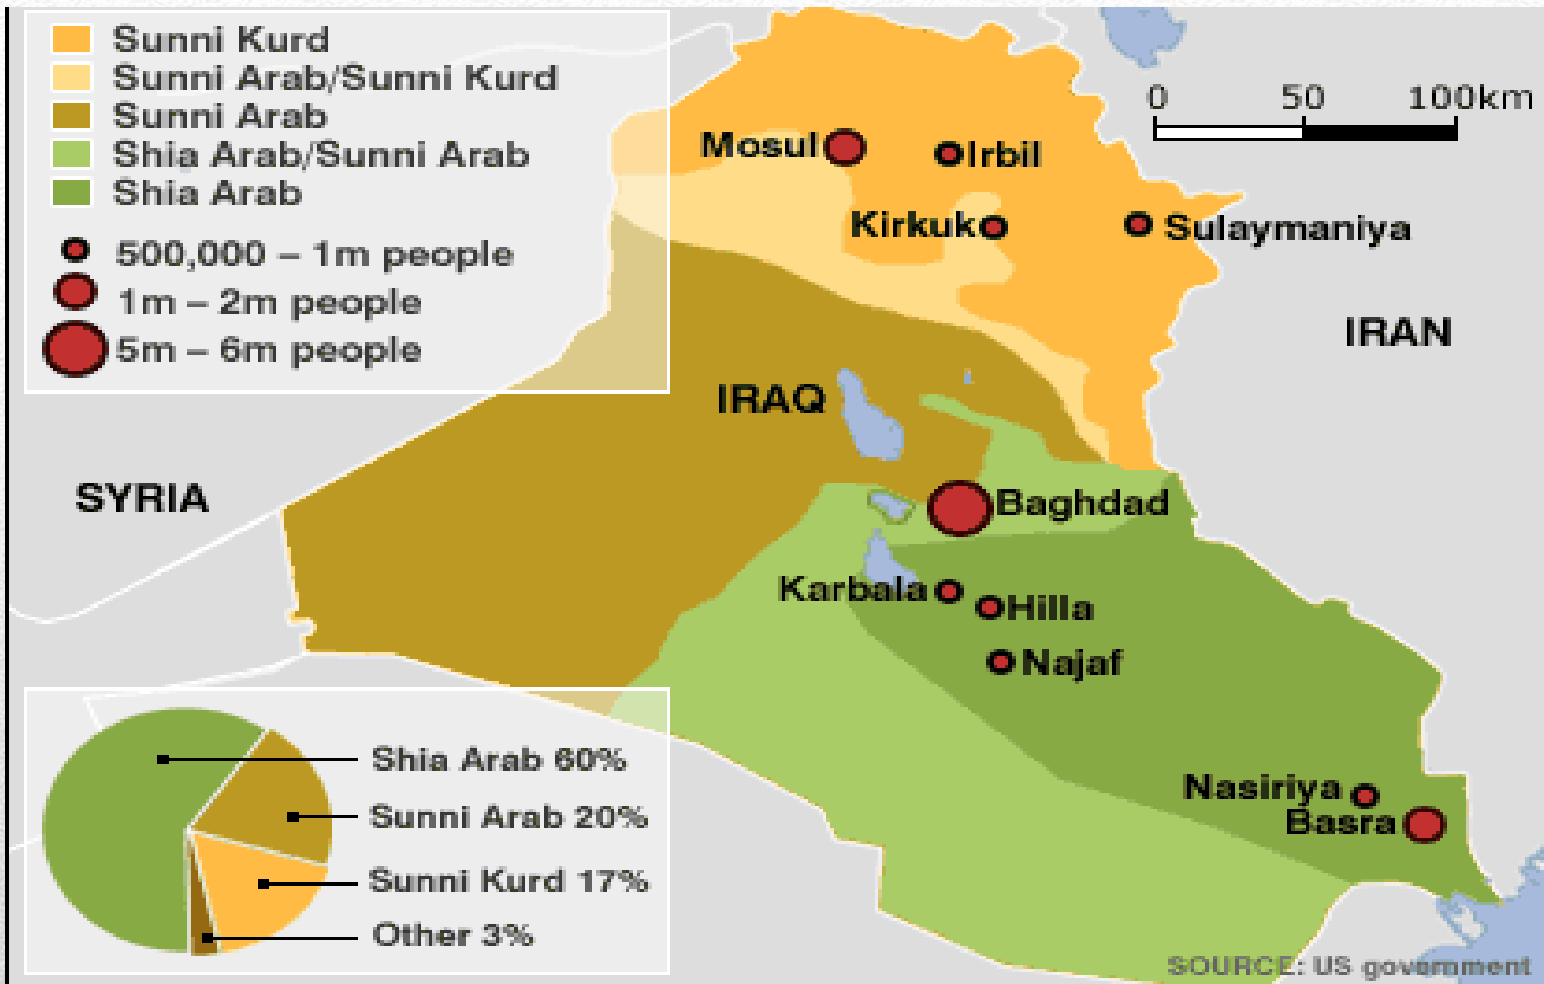 Sunni Kurd
Sunni Arab/Sunni Kurd
Sunni Arab
Shia Arab/Sunni Arab
Shia Arab
500,000 – 1m people
1m – 2m people
5m – 6m people
0 50 100km
Mosul
Irbil
Kirkuk
Sulaymaniya
IRAN
IRAQ
SYRIA
Baghdad
Karbala
Hilla
Najaf
Nasiriya
Basra
Shia Arab 60%
Sunni Arab 20%
Sunni Kurd 17%
Other 3%
SOURCE: US government